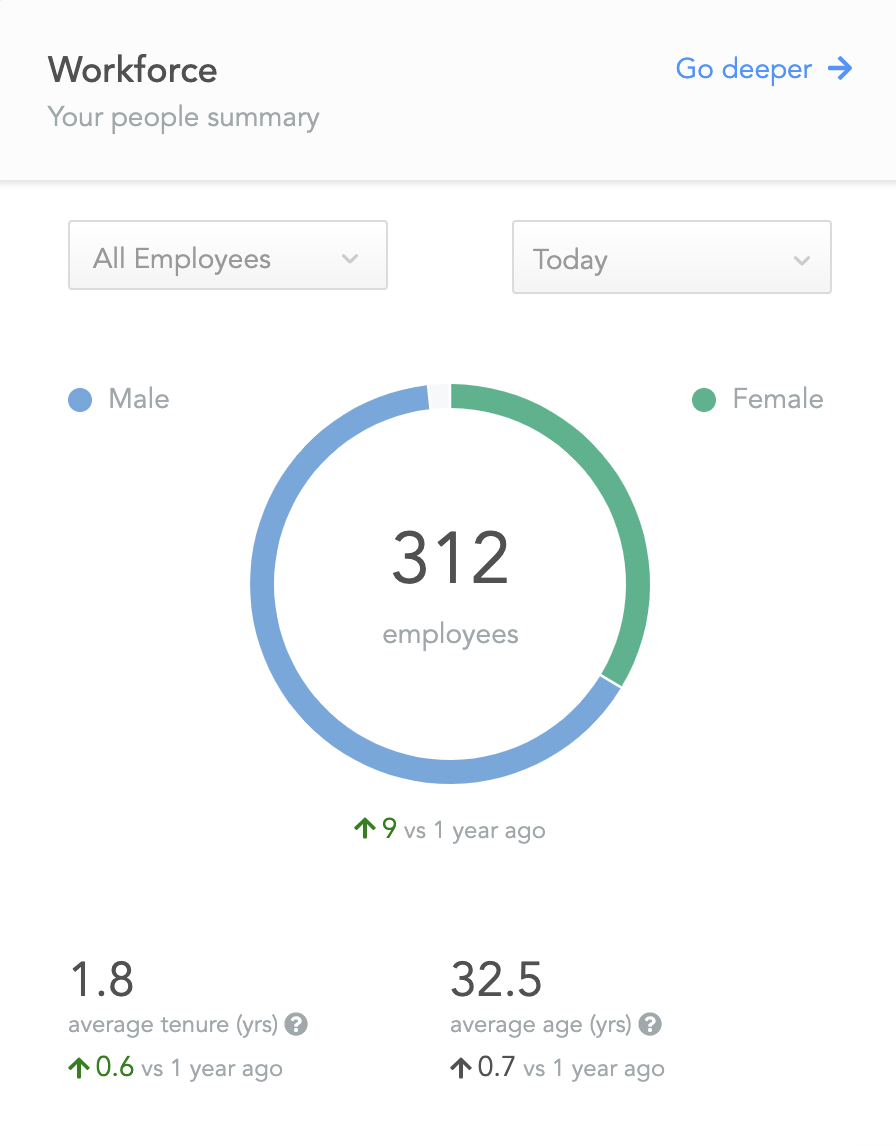 Workforce
Go deeper →
Your people summary
All Employees
Today
Male
Female
312
employees
↑ 9 vs 1 year ago
1.8
average tenure (yrs) ?
↑ 0.6 vs 1 year ago
32.5
average age (yrs) ?
↑ 0.7 vs 1 year ago